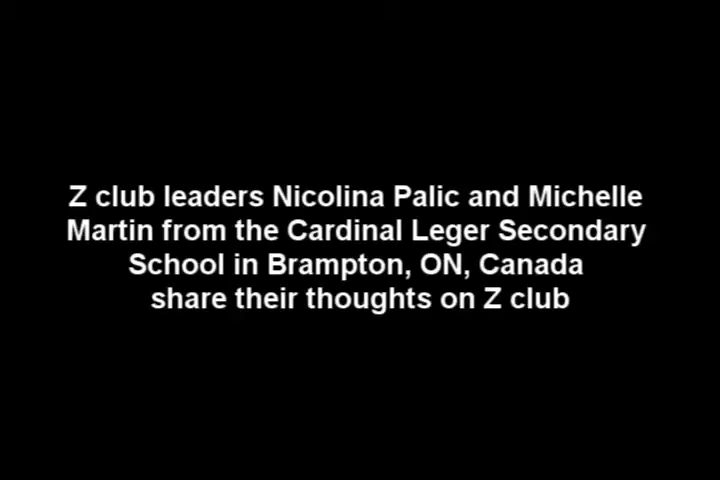 Z club leaders Nicolina Palic and Michelle
Martin from the Cardinal Leger Secondary
School in Brampton, ON, Canada
share their thoughts on Z club